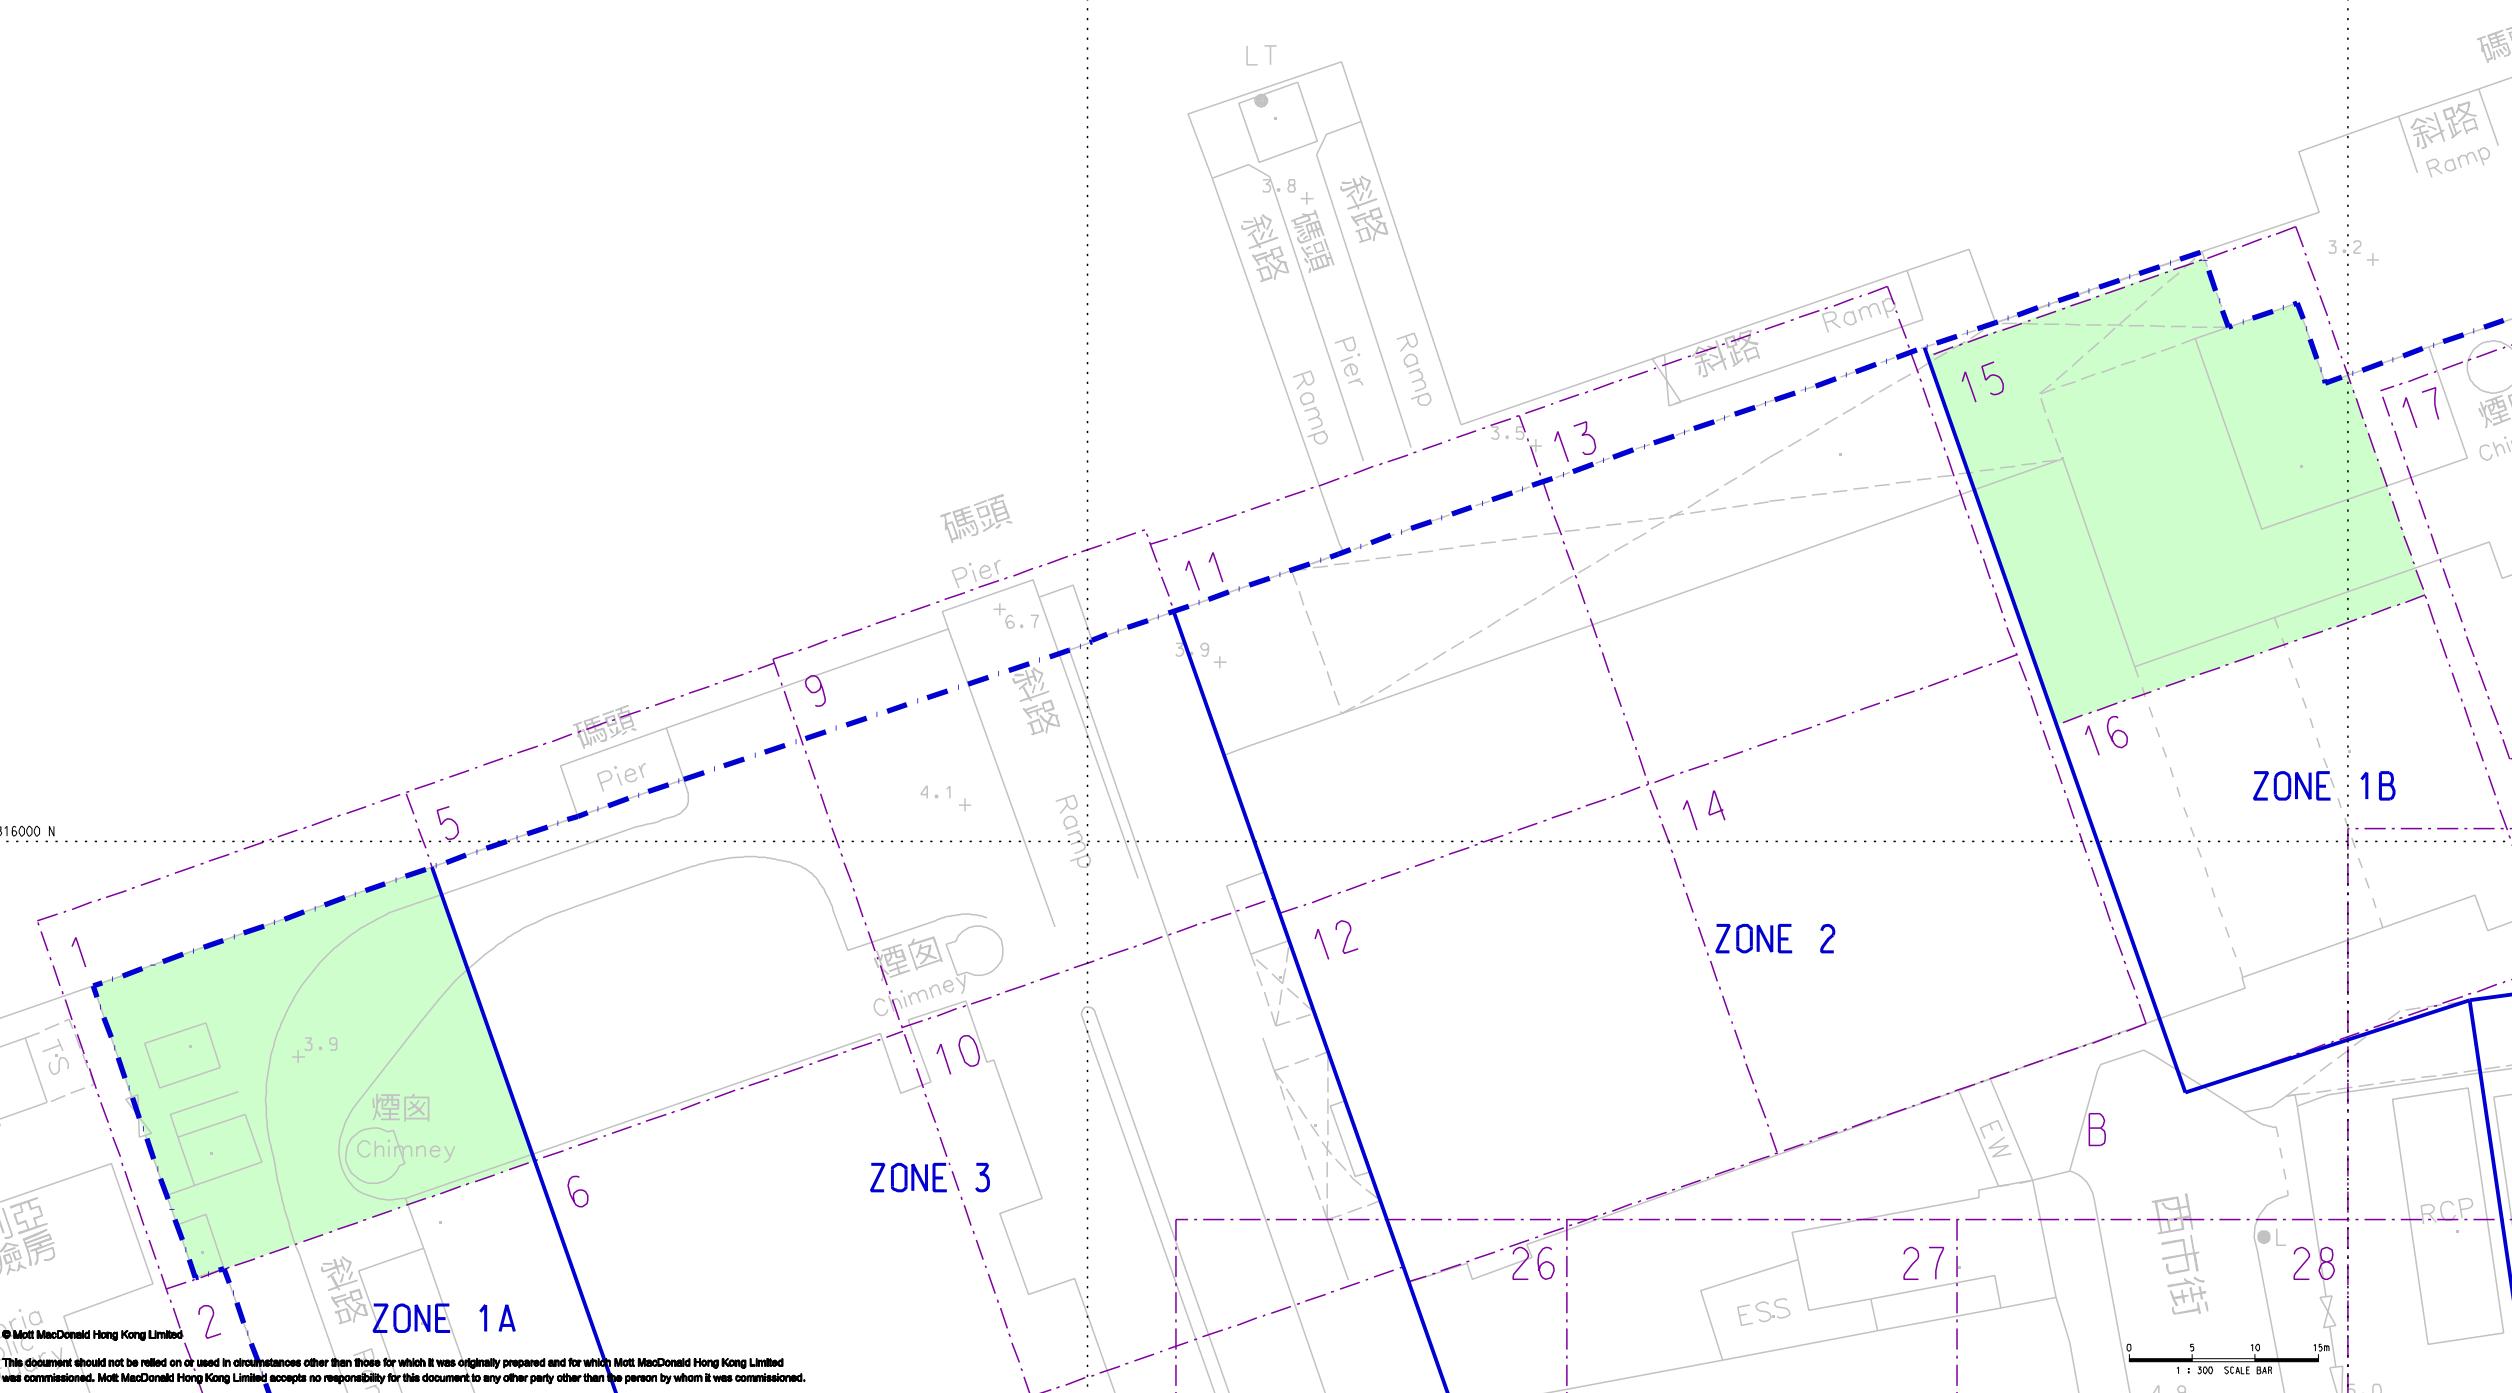 LT
碼頭
斜路
Ramp
3.8
斜路
碼頭
斜路
3.2
Ramp
斜路
Pier
Ramp
Ramp
15
17
3.5
13
碼頭
Pier
11
6.7
3.9
斜路
9
碼頭
Pier
16
ZONE 1B
4.1
5
14
316000 N
Ramp
1
煙囪
Chimney
12
ZONE 2
TS
3.9
10
煙囪
Chimney
B
EW
6
ZONE 3
西市街
RCP
L
斜路
26
27
28
ESS
2
ZONE 1A
© Mott MacDonald Hong Kong Limited
This document should not be relied on or used in circumstances other than those for which it was originally prepared and for which Mott MacDonald Hong Kong Limited
was commissioned. Mott MacDonald Hong Kong Limited accepts no responsibility for this document to any other party other than the person by whom it was commissioned.
0 5 10 15m
1 : 300 SCALE BAR